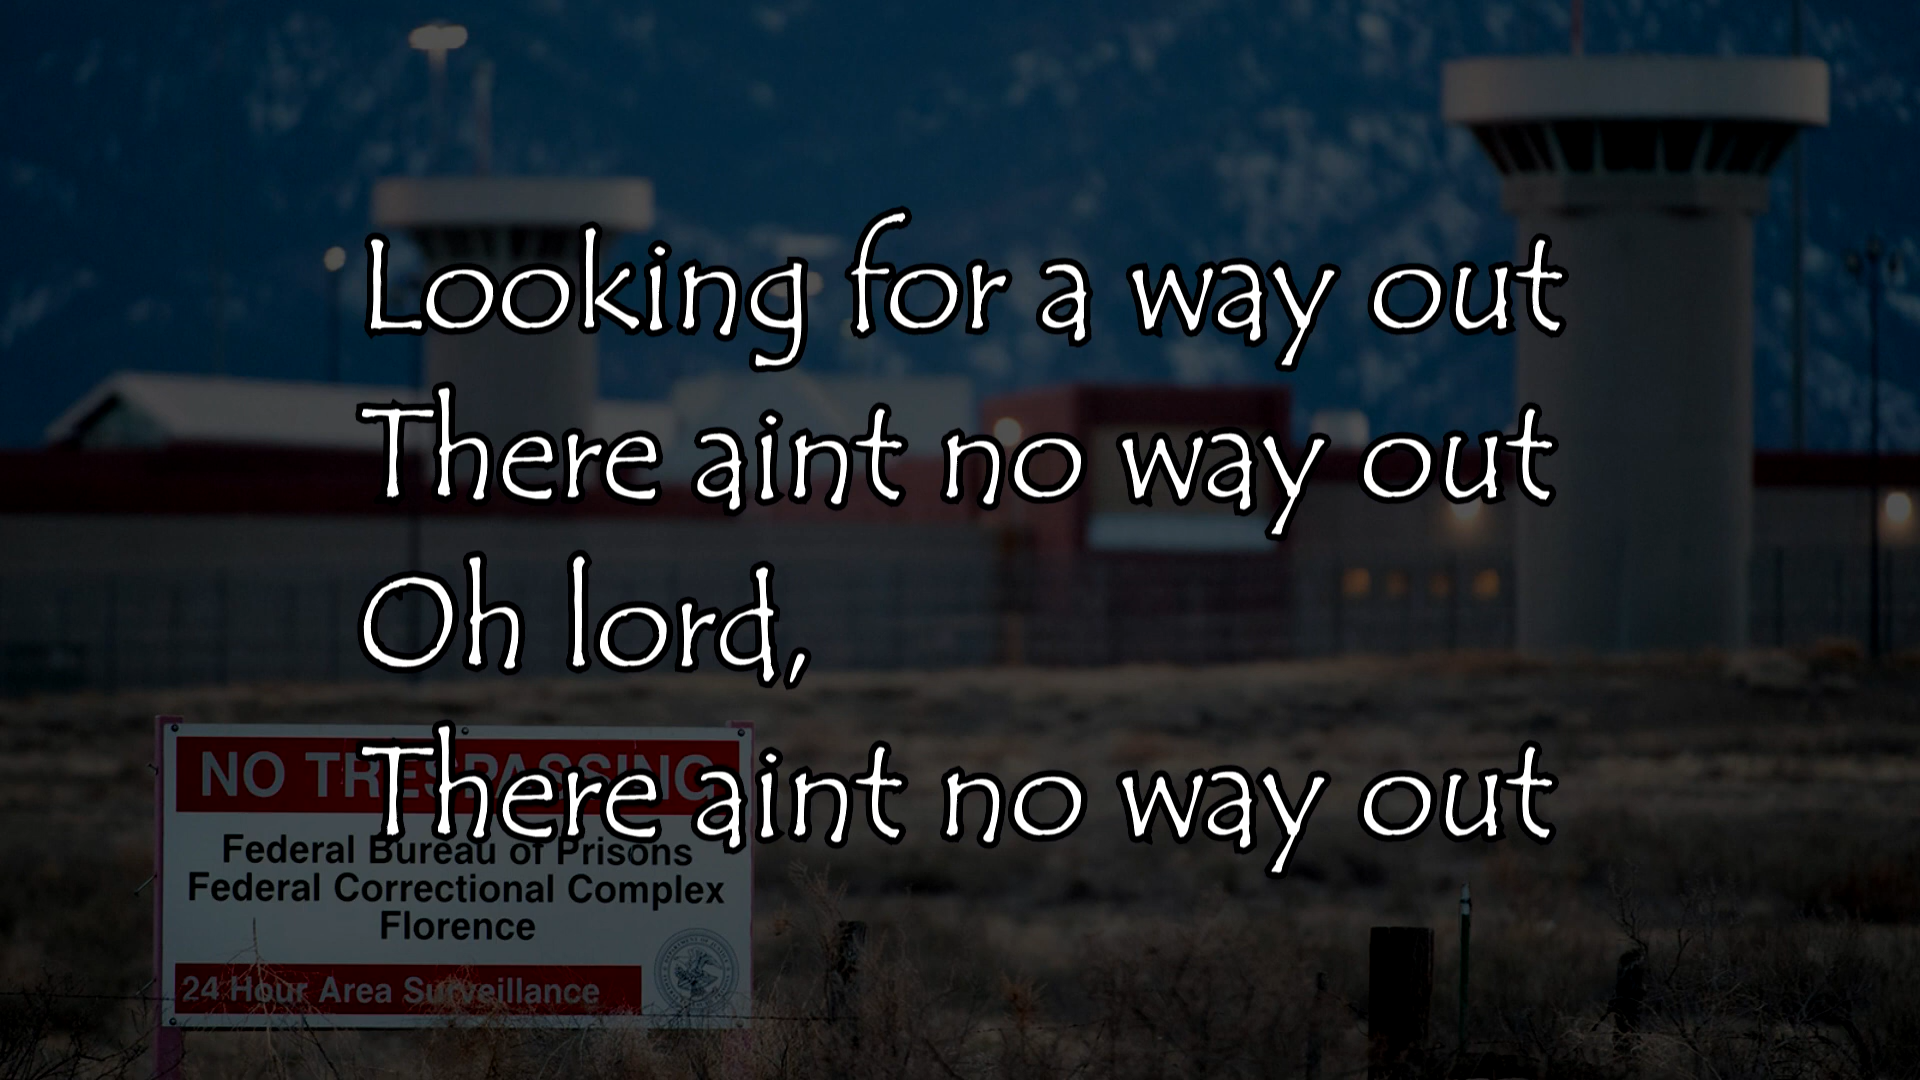 Looking for a way out
There aint no way out
Oh lord,
There aint no way out
NO TRESPASSING
Federal Bureau of Prisons
Federal Correctional Complex
Florence
24 Hour Area Surveillance